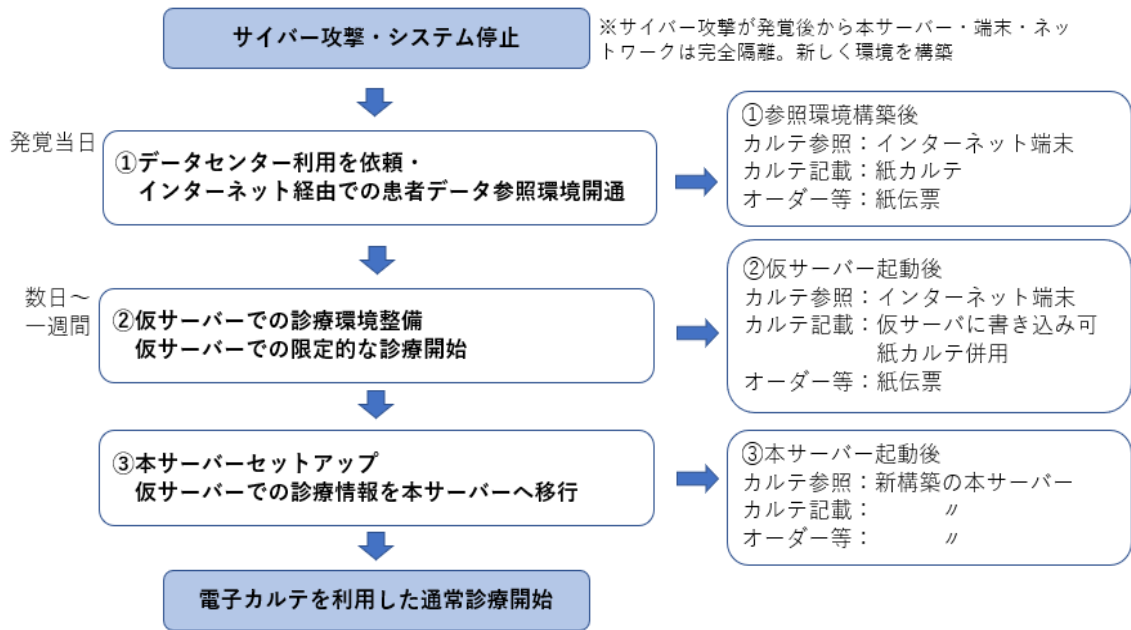 サイバー攻撃・システム停止
※サイバー攻撃が発覚後から本サーバー・端末・ネッ
トワークは完全隔離。新しく環境を構築
発覚当日
①データセンター利用を依頼・
インターネット経由での患者データ参照環境開通
①参照環境構築後
カルテ参照：インターネット端末
カルテ記載：紙カルテ
オーダー等：紙伝票
数日～
一週間
②仮サーバーでの診療環境整備
仮サーバーでの限定的な診療開始
②仮サーバー起動後
カルテ参照：インターネット端末
カルテ記載：仮サーバに書き込み可
紙カルテ併用
オーダー等：紙伝票
③本サーバーセットアップ
仮サーバーでの診療情報を本サーバーへ移行
③本サーバー起動後
カルテ参照：新構築の本サーバー
カルテ記載：　　　〃
オーダー等：　　　〃
電子カルテを利用した通常診療開始